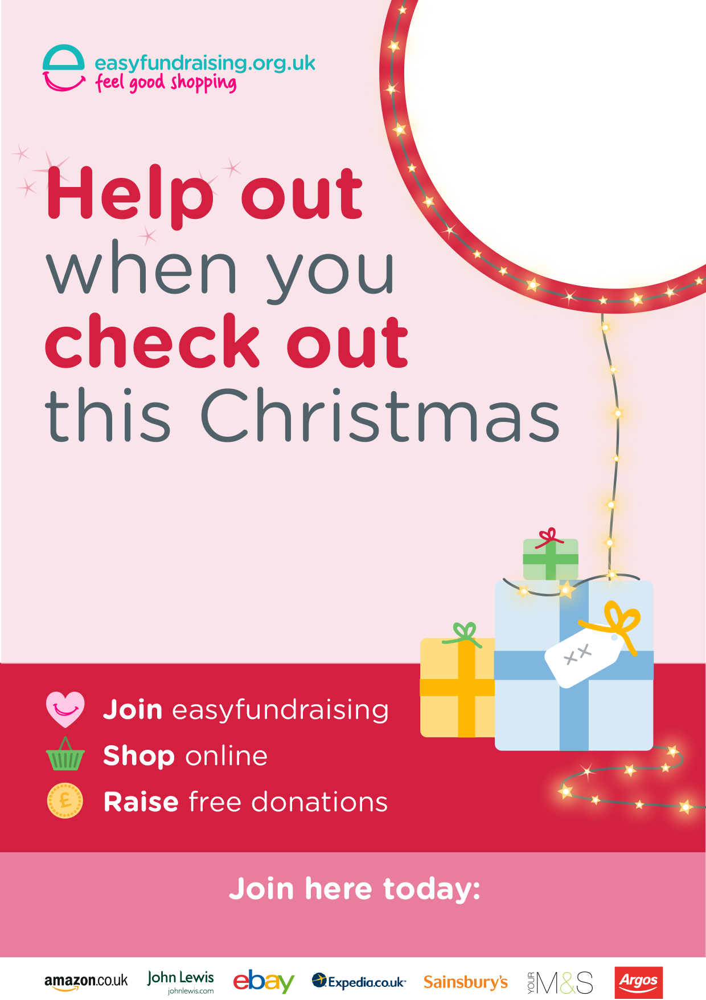 easyfundraising.org.uk
feel good shopping
Help out
when you
check out
this Christmas
xx
Join easyfundraising
Shop online
£
Raise free donations
Join here today:
amazon.co.uk
John Lewis
johnlewis.com
ebay
Expedia.co.uk™
Sainsbury's
YOUR M&S
Argos